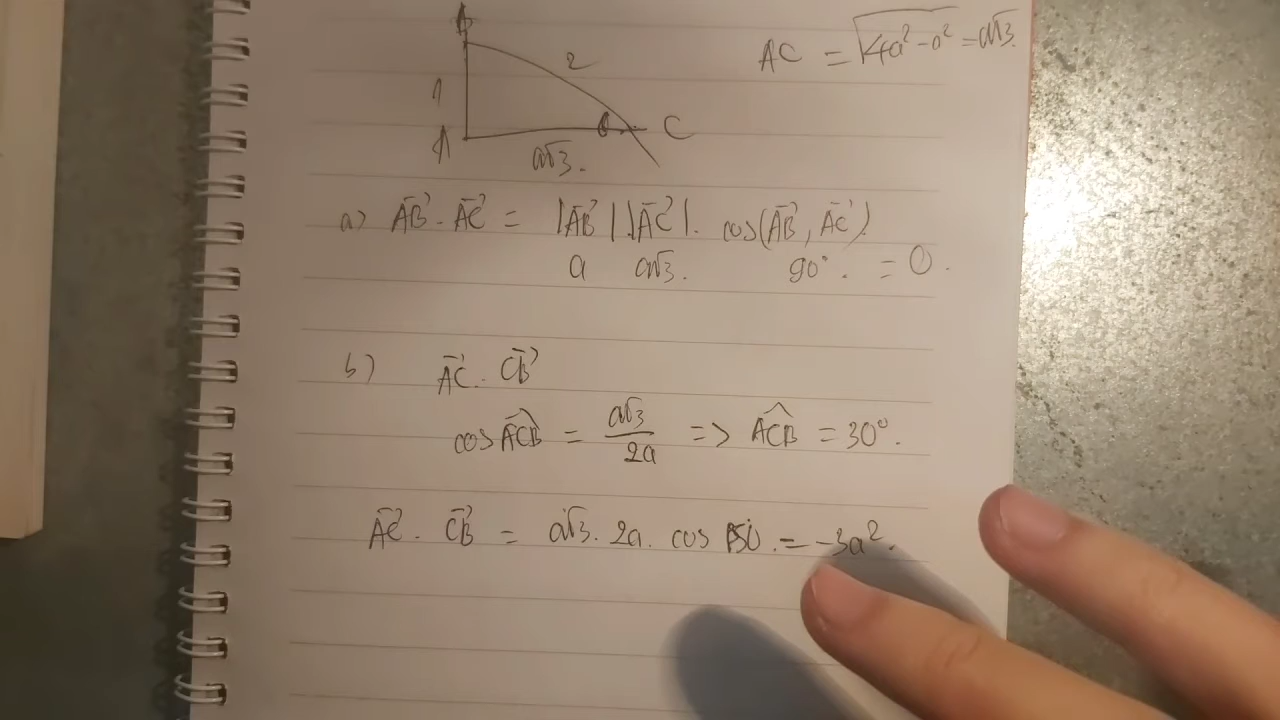 B
2
AC = √4a² - a² = a√3.
1
C
A
a√3.
a) AB . AC = |AB| . |AC| . cos(AB, AC)
a a√3. 90°. = 0.
b) AC . CB
cos ACB = a√3/2a => ACB = 30°.
AC . CB = a√3. 2a. cos 150. = -3a².